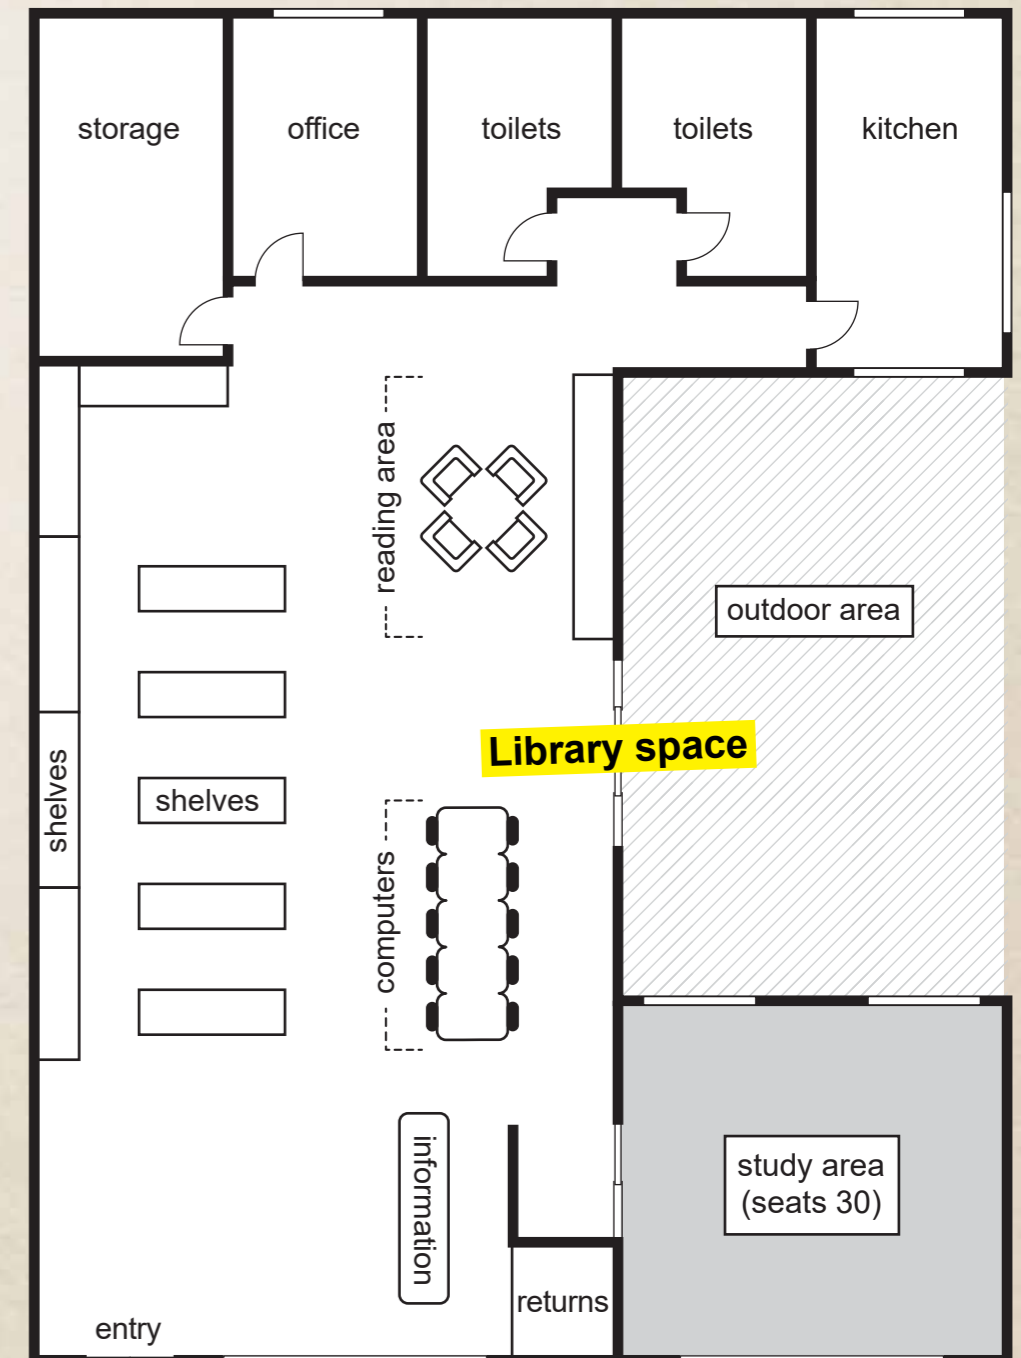 storage
office
toilets
toilets
kitchen
reading area
outdoor area
Library space
shelves
shelves
computers
information
study area
(seats 30)
returns
entry